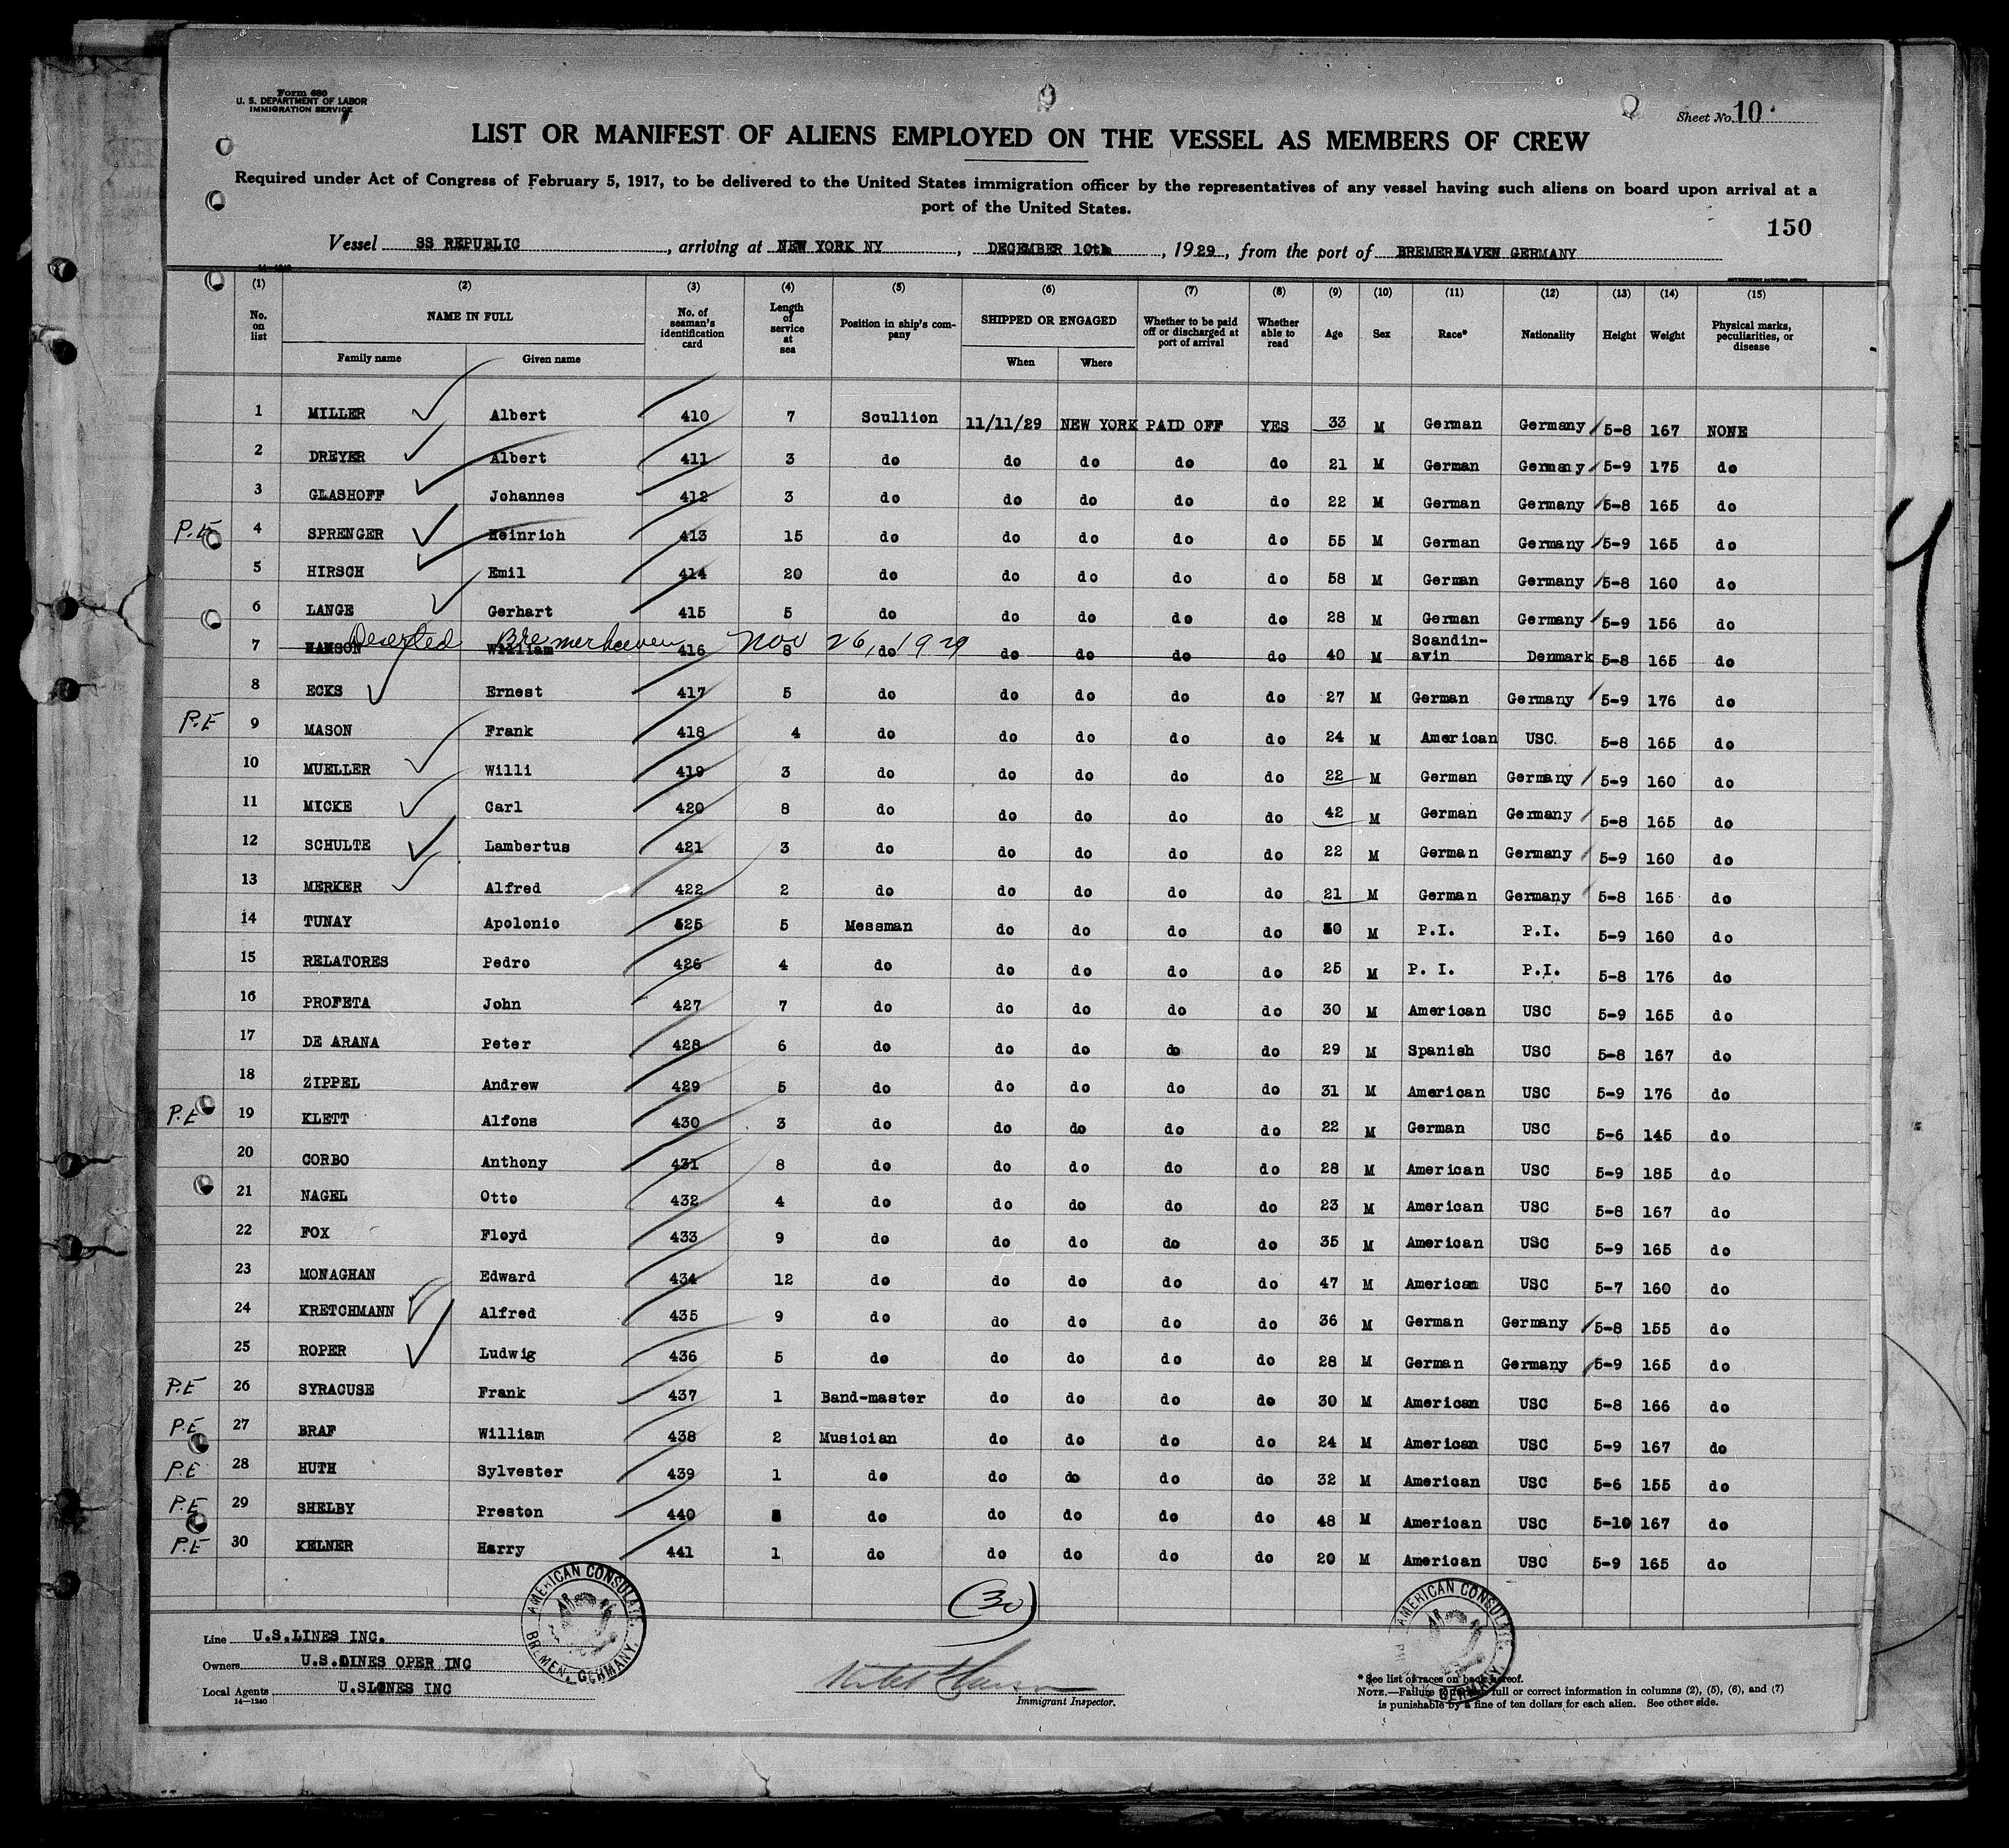 Form 680
U. S. DEPARTMENT OF LABOR
IMMIGRATION SERVICE
Sheet No. 10
LIST OR MANIFEST OF ALIENS EMPLOYED ON THE VESSEL AS MEMBERS OF CREW
Required under Act of Congress of February 5, 1917, to be delivered to the United States immigration officer by the representatives of any vessel having such aliens on board upon arrival at a
port of the United States.
150
Vessel SS REPUBLIC, arriving at NEW YORK NY, DECEMBER 10th, 1929, from the port of BREMERHAVEN GERMANY
(1) (2) (3) (4) (5) (6) (7) (8) (9) (10) (11) (12) (13) (14) (15)
No. on list NAME IN FULL Family name Given name No. of seaman's identification card Length of service at sea Position in ship's company SHIPPED OR ENGAGED When Where Whether to be paid off or discharged at port of arrival Whether able to read Age Sex Race* Nationality Height Weight Physical marks, peculiarities, or disease
1 MILLER Albert 410 7 Scullion 11/11/29 NEW YORK PAID OFF YES 33 M German Germany 5-8 167 NONE
2 DREYER Albert 411 3 do do do do do 21 M German Germany 5-9 175 do
3 GLASHOFF Johannes 412 3 do do do do do 22 M German Germany 5-8 165 do
P.E 4 SPRENGER Heinrich 413 15 do do do do do 55 M German Germany 5-9 165 do
5 HIRSCH Emil 414 20 do do do do do 58 M German Germany 5-8 160 do
6 LANGE Gerhart 415 5 do do do do do 28 M German Germany 5-9 156 do
Deserted Bremerhaven Nov 26, 1929
7 HANSON William 416 8 do do do do do 40 M Scandin-avin Denmark 5-8 165 do
8 ECKS Ernest 417 5 do do do do do 27 M German Germany 5-9 176 do
P.E 9 MASON Frank 418 4 do do do do do 24 M American USC. 5-8 165 do
10 MUELLER Willi 419 3 do do do do do 22 M German Germany 5-9 160 do
11 MICKE Carl 420 8 do do do do do 42 M German Germany 5-8 165 do
12 SCHULTE Lambertus 421 3 do do do do do 22 M German Germany 5-9 160 do
13 MERKER Alfred 422 2 do do do do do 21 M German Germany 5-8 165 do
14 TUNAY Apolonio 525 5 Messman do do do do 30 M P.I. P.I. 5-9 160 do
15 RELATORES Pedro 426 4 do do do do do 25 M P. I. P.I. 5-8 176 do
16 PROFETA John 427 7 do do do do do 30 M American USC 5-9 165 do
17 DE ARANA Peter 428 6 do do do do do 29 M Spanish USC 5-8 167 do
18 ZIPPEL Andrew 429 5 do do do do do 31 M American USC 5-9 176 do
P.E 19 KLETT Alfons 430 3 do do do do do 22 M German USC 5-6 145 do
20 CORBO Anthony 431 8 do do do do do 28 M American USC 5-9 185 do
21 NAGEL Otto 432 4 do do do do do 23 M American USC 5-8 167 do
22 FOX Floyd 433 9 do do do do do 35 M American USC 5-9 165 do
23 MONAGHAN Edward 434 12 do do do do do 47 M American USC 5-7 160 do
24 KRETCHMANN Alfred 435 9 do do do do do 36 M German Germany 5-8 155 do
25 ROPER Ludwig 436 5 do do do do do 28 M German Germany 5-9 165 do
P.E 26 SYRACUSE Frank 437 1 Band-master do do do do 30 M American USC 5-8 166 do
P.E 27 BRAF William 438 2 Musician do do do do 24 M American USC 5-9 167 do
P.E 28 HUTH Sylvester 439 1 do do do do do 32 M American USC 5-6 155 do
P.E 29 SHELBY Preston 440 do do do do do 48 M American USC 5-10 167 do
P.E 30 KELNER Harry 441 1 do do do do do 20 M American USC 5-9 165 do
(30)
AMERICAN CONSULATE. BREMEN, GERMANY.
AMERICAN CONSULATE. GERMANY.
Line U.S.LINES INC.
Owners U.S.DINES OPER INC
Local Agents U.SLONES INC
14—1240
Immigrant Inspector.
* See list of races on back hereof.
NOTE.—Failure to furnish full or correct information in columns (2), (5), (6), and (7)
is punishable by a fine of ten dollars for each alien. See other side.